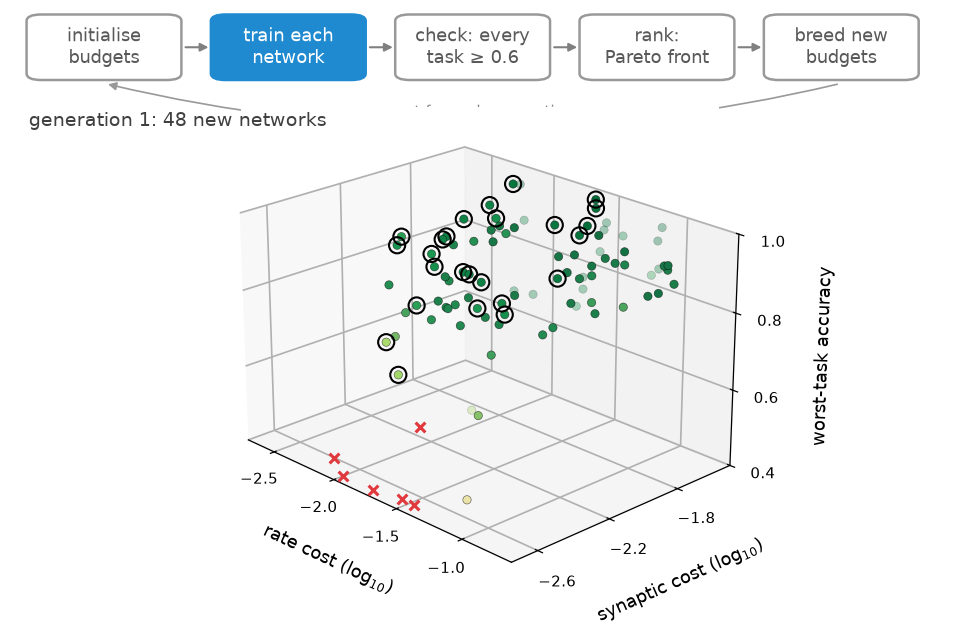 initialise
budgets
train each
network
check: every
task ≥ 0.6
rank:
Pareto front
breed new
budgets
generation 1: 48 new networks
1.0
0.8
0.6
0.4
worst-task accuracy
−2.5
−2.0
−1.5
−1.0
rate cost (log₁₀)
−1.8
−2.2
−2.6
synaptic cost (log₁₀)